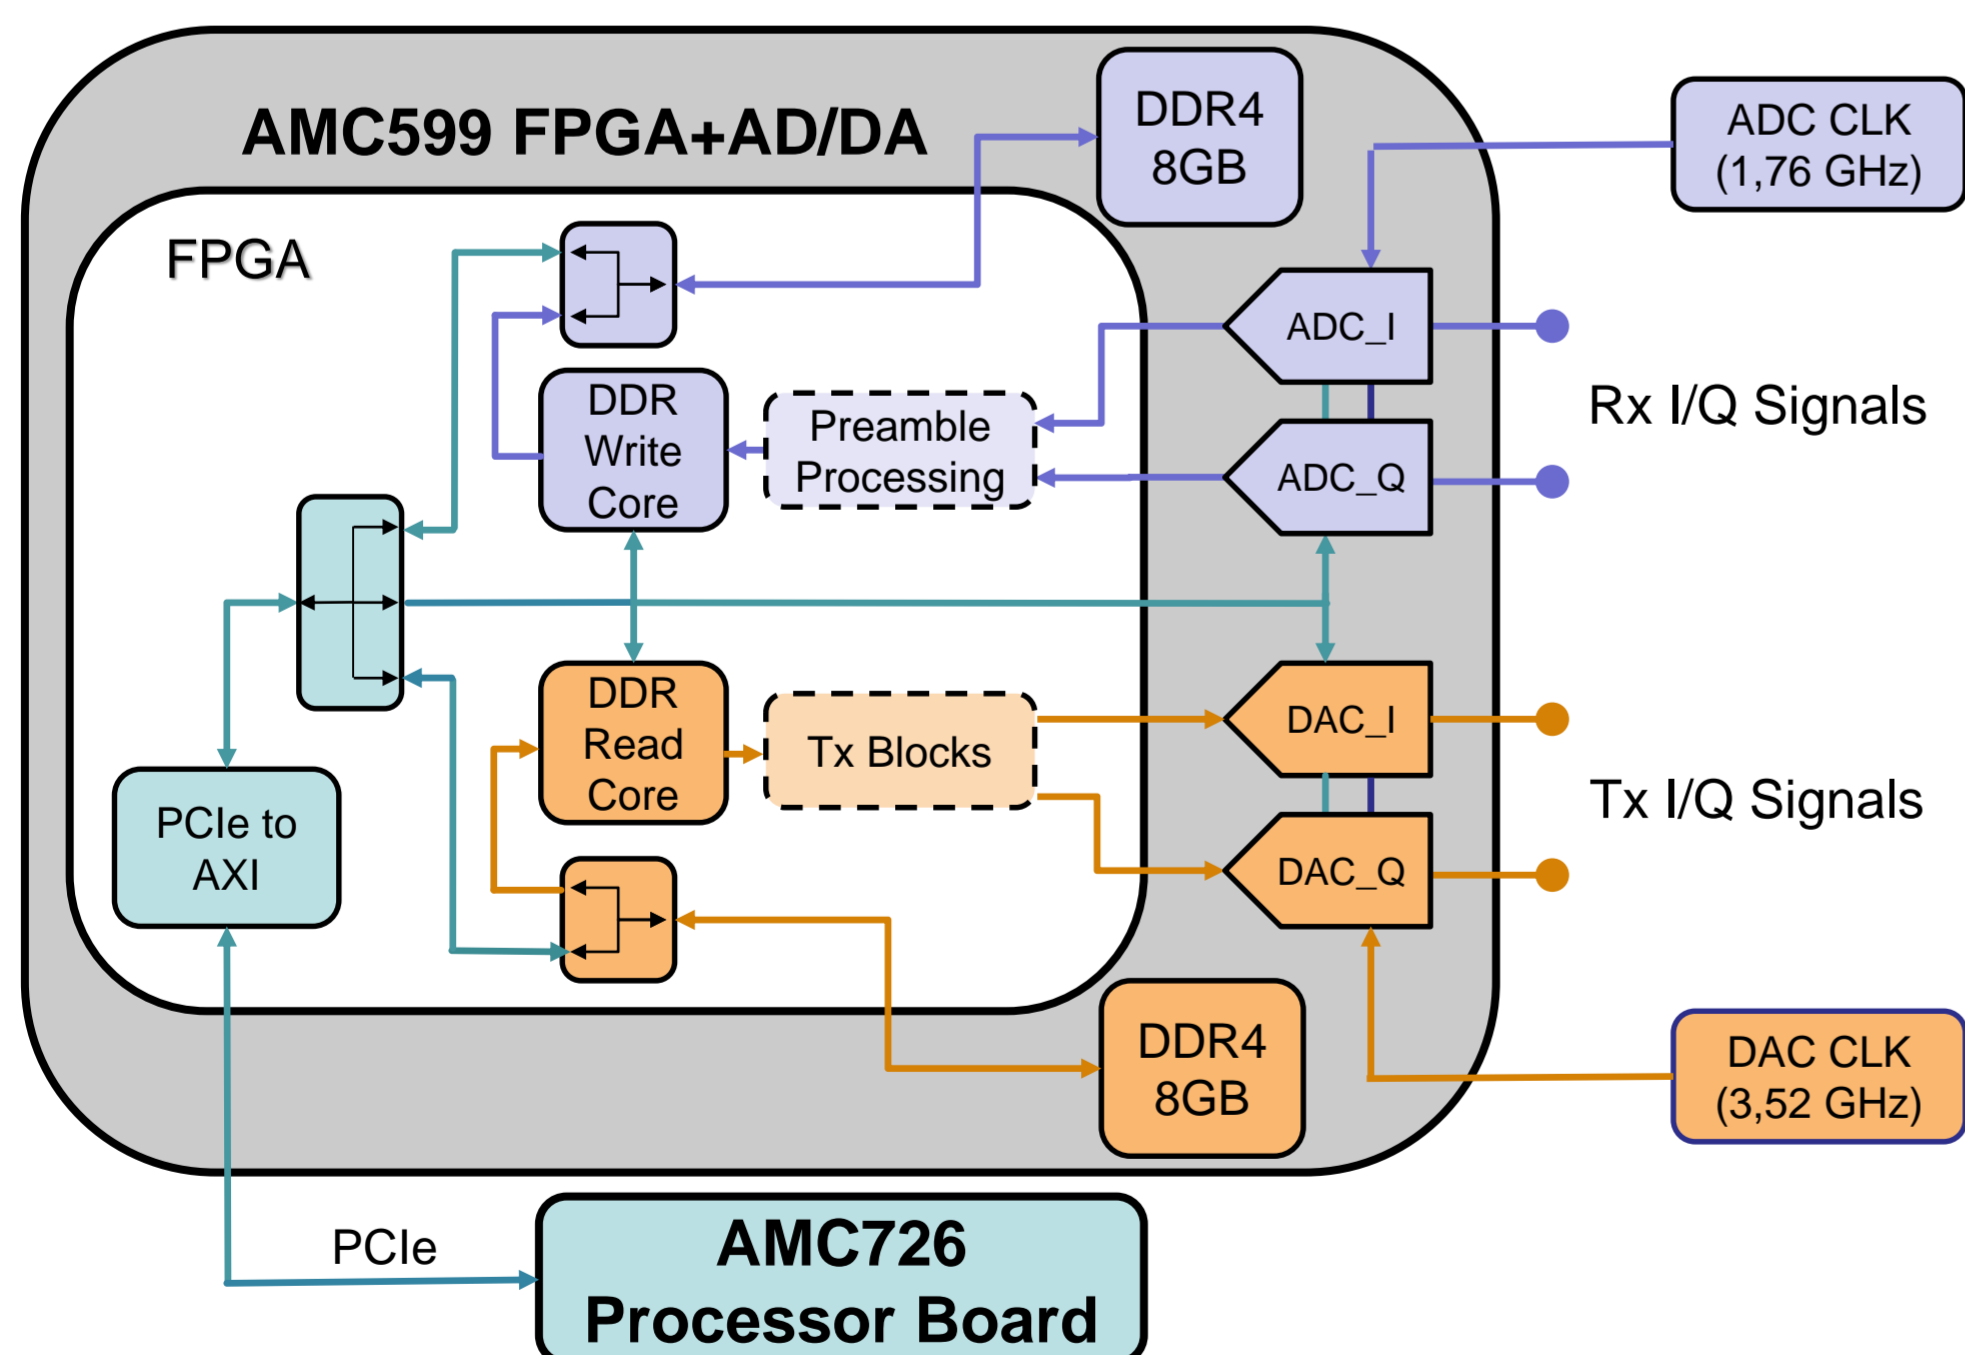 AMC599 FPGA+AD/DA
DDR4
8GB
ADC CLK
(1,76 GHz)
FPGA
ADC_I
Rx I/Q Signals
DDR
Write
Core
Preamble
Processing
ADC_Q
DDR
Read
Core
Tx Blocks
DAC_I
Tx I/Q Signals
PCIe to
AXI
DAC_Q
DDR4
8GB
DAC CLK
(3,52 GHz)
PCIe
AMC726
Processor Board